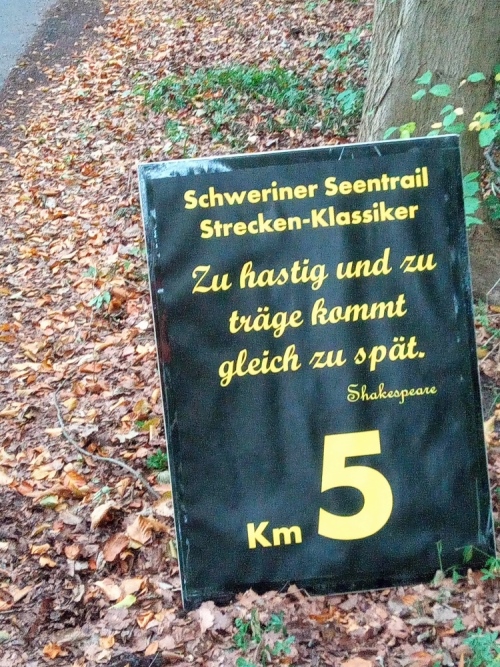 Schweriner Seentrail
Strecken-Klassiker
Zu hastig und zu
träge kommt
gleich zu spät.
Shakespeare
Km 5